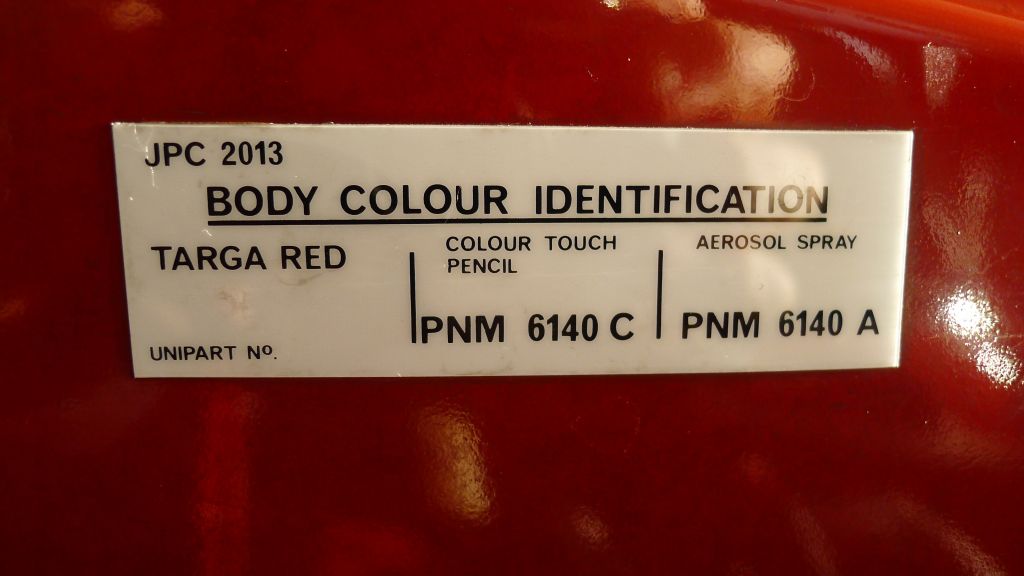 JPC 2013
BODY COLOUR IDENTIFICATION
TARGA RED
COLOUR TOUCH
PENCIL
AEROSOL SPRAY
UNIPART Nº.
PNM 6140 C
PNM 6140 A